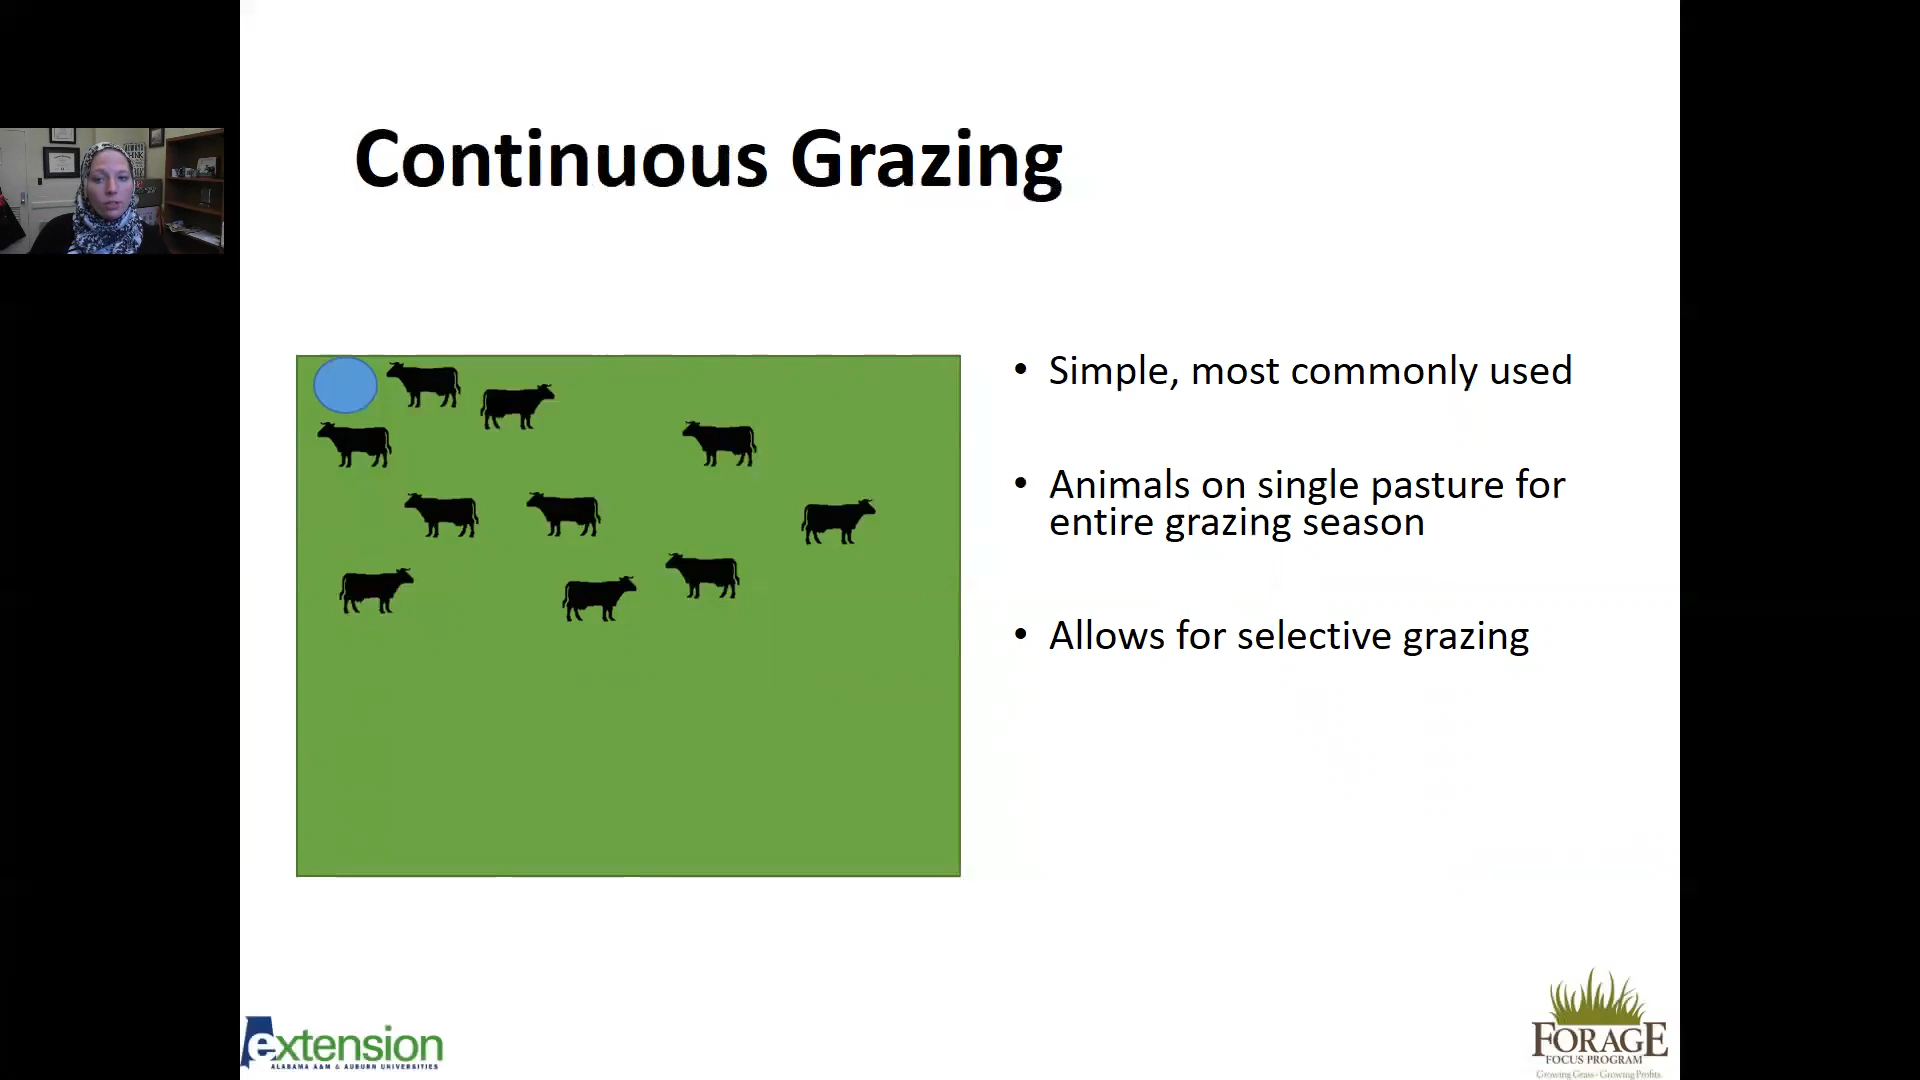 Continuous Grazing
• Simple, most commonly used
• Animals on single pasture for
entire grazing season
• Allows for selective grazing
extension
ALABAMA A&M & AUBURN UNIVERSITIES
FORAGE
FOCUS PROGRAM
Growing Grass - Growing Profits